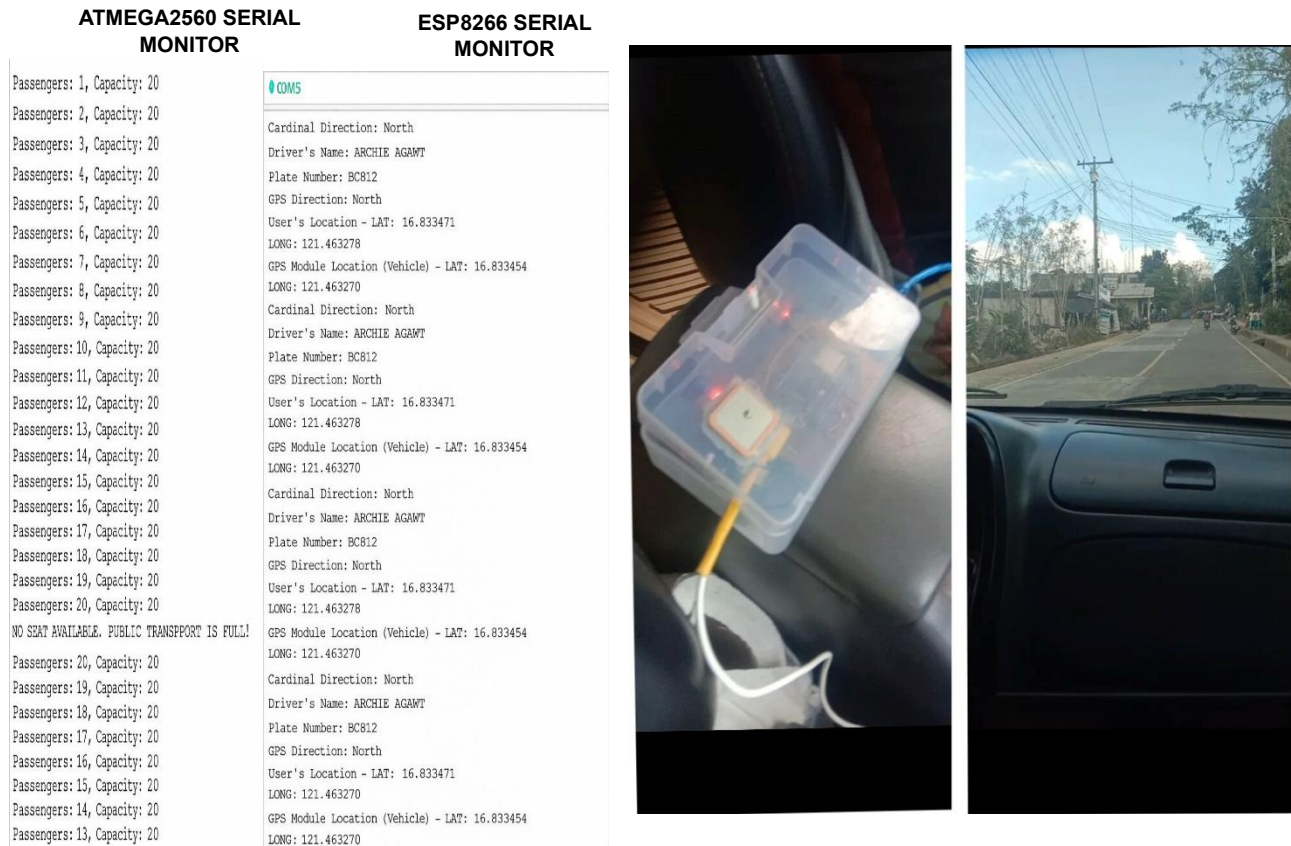 ATMEGA2560 SERIAL
MONITOR
Passengers: 1, Capacity: 20
Passengers: 2, Capacity: 20
Passengers: 3, Capacity: 20
Passengers: 4, Capacity: 20
Passengers: 5, Capacity: 20
Passengers: 6, Capacity: 20
Passengers: 7, Capacity: 20
Passengers: 8, Capacity: 20
Passengers: 9, Capacity: 20
Passengers: 10, Capacity: 20
Passengers: 11, Capacity: 20
Passengers: 12, Capacity: 20
Passengers: 13, Capacity: 20
Passengers: 14, Capacity: 20
Passengers: 15, Capacity: 20
Passengers: 16, Capacity: 20
Passengers: 17, Capacity: 20
Passengers: 18, Capacity: 20
Passengers: 19, Capacity: 20
Passengers: 20, Capacity: 20
NO SEAT AVAILABLE. PUBLIC TRANSPPORT IS FULL!
Passengers: 20, Capacity: 20
Passengers: 19, Capacity: 20
Passengers: 18, Capacity: 20
Passengers: 17, Capacity: 20
Passengers: 16, Capacity: 20
Passengers: 15, Capacity: 20
Passengers: 14, Capacity: 20
Passengers: 13, Capacity: 20
ESP8266 SERIAL
MONITOR
COM5
Cardinal Direction: North
Driver's Name: ARCHIE AGAWT
Plate Number: BC812
GPS Direction: North
User's Location - LAT: 16.833471
LONG: 121.463278
GPS Module Location (Vehicle) - LAT: 16.833454
LONG: 121.463270
Cardinal Direction: North
Driver's Name: ARCHIE AGAWT
Plate Number: BC812
GPS Direction: North
User's Location - LAT: 16.833471
LONG: 121.463278
GPS Module Location (Vehicle) - LAT: 16.833454
LONG: 121.463270
Cardinal Direction: North
Driver's Name: ARCHIE AGAWT
Plate Number: BC812
GPS Direction: North
User's Location - LAT: 16.833471
LONG: 121.463278
GPS Module Location (Vehicle) - LAT: 16.833454
LONG: 121.463270
Cardinal Direction: North
Driver's Name: ARCHIE AGAWT
Plate Number: BC812
GPS Direction: North
User's Location - LAT: 16.833471
LONG: 121.463270
GPS Module Location (Vehicle) - LAT: 16.833454
LONG: 121.463270